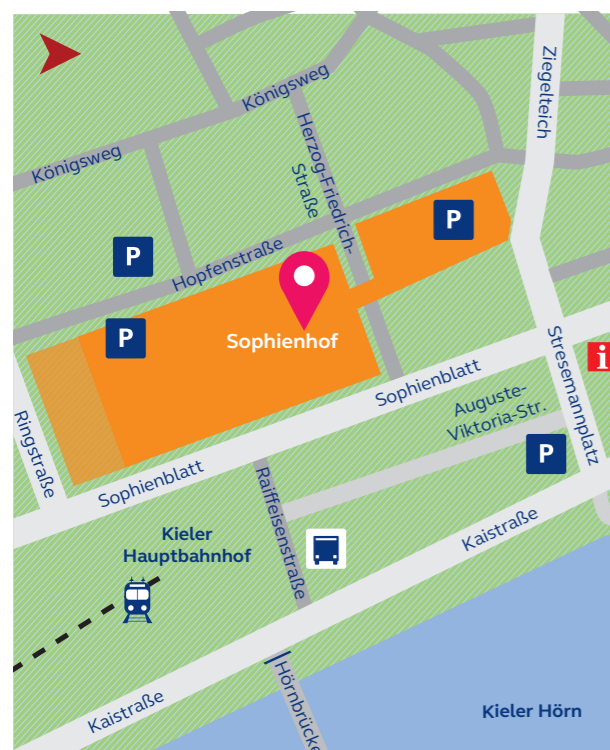 Königsweg
Königsweg
Ziegelteich
Herzog-Friedrich-
Straße
P
P
Hopfenstraße
P
Sophienhof
Stresemannplatz
i
Sophienblatt
Auguste-
Viktoria-Str.
P
Ringstraße
Sophienblatt
Raiffeisenstraße
Kaistraße
Kieler
Hauptbahnhof
Kaistraße
Hörnbrücke
Kieler Hörn